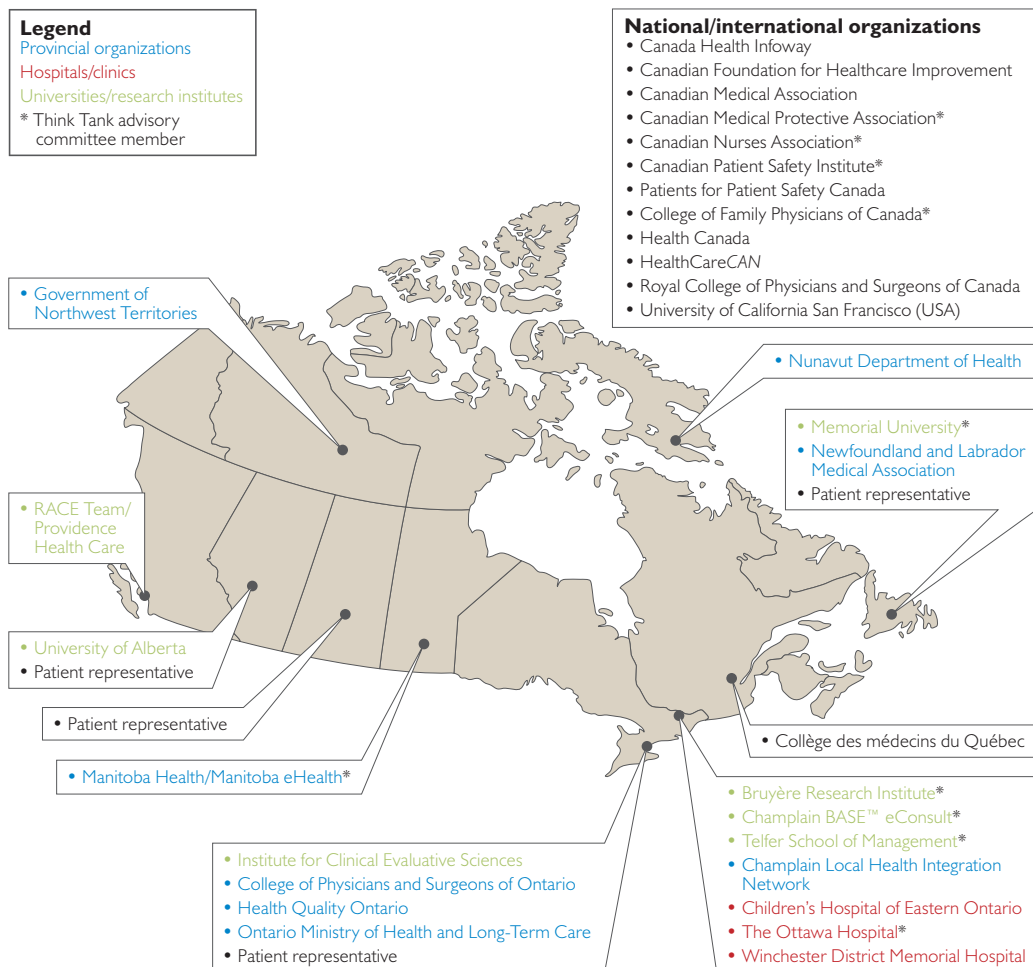 Legend
Provincial organizations
Hospitals/clinics
Universities/research institutes
* Think Tank advisory
committee member
National/international organizations
• Canada Health Infoway
• Canadian Foundation for Healthcare Improvement
• Canadian Medical Association
• Canadian Medical Protective Association*
• Canadian Nurses Association*
• Canadian Patient Safety Institute*
• Patients for Patient Safety Canada
• College of Family Physicians of Canada*
• Health Canada
• HealthCareCAN
• Royal College of Physicians and Surgeons of Canada
• University of California San Francisco (USA)
• Government of
Northwest Territories
• Nunavut Department of Health
• Memorial University*
• Newfoundland and Labrador
Medical Association
• Patient representative
• RACE Team/
Providence
Health Care
• University of Alberta
• Patient representative
• Patient representative
• Manitoba Health/Manitoba eHealth*
• Collège des médecins du Québec
• Institute for Clinical Evaluative Sciences
• College of Physicians and Surgeons of Ontario
• Health Quality Ontario
• Ontario Ministry of Health and Long-Term Care
• Patient representative
• Bruyère Research Institute*
• Champlain BASE™ eConsult*
• Telfer School of Management*
• Champlain Local Health Integration
Network
• Children's Hospital of Eastern Ontario
• The Ottawa Hospital*
• Winchester District Memorial Hospital